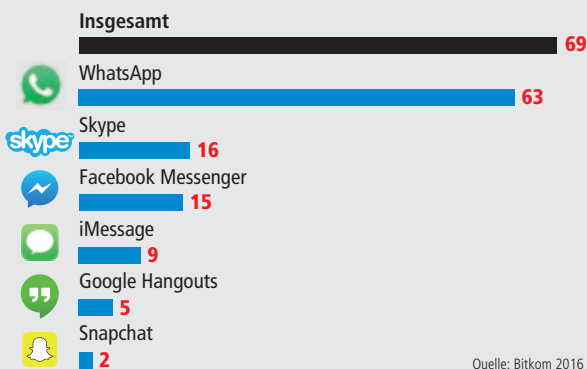 Insgesamt
69
WhatsApp
63
skype
Skype
16
Facebook Messenger
15
iMessage
9
Google Hangouts
5
Snapchat
2
Quelle: Bitkom 2016